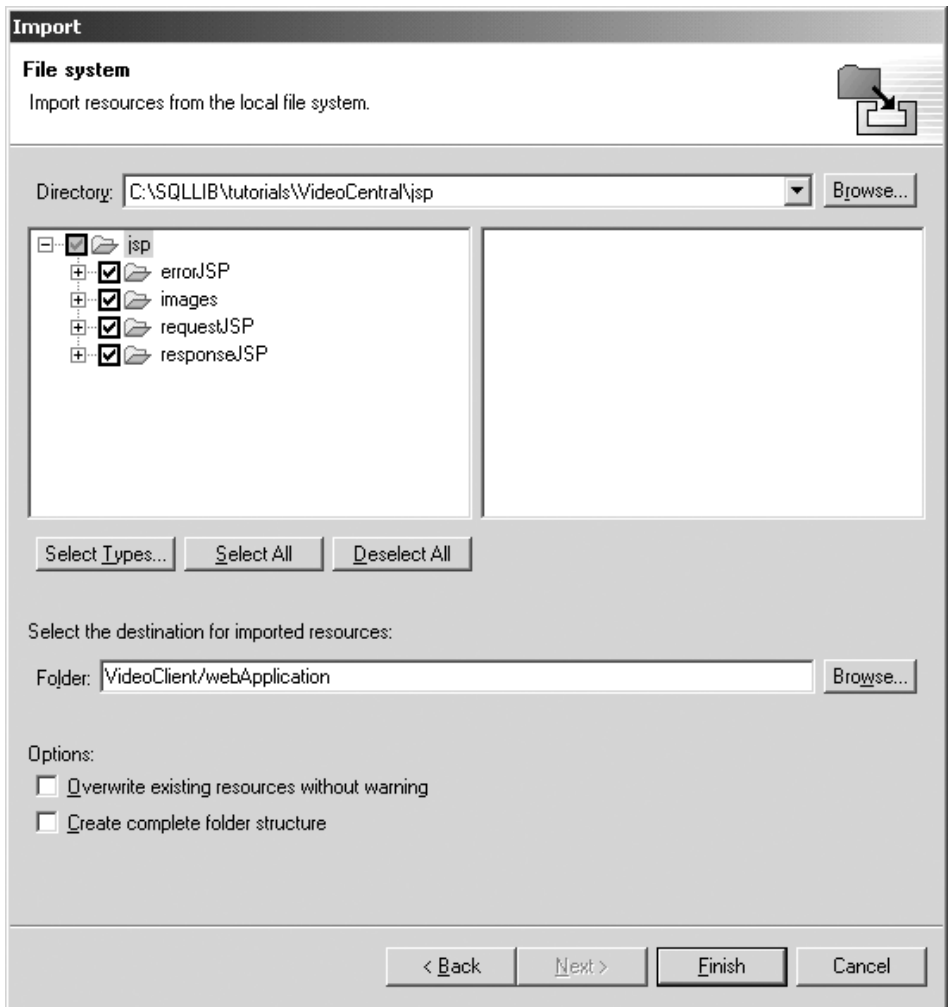 Import
File system
Import resources from the local file system.
Directory: C:\SQLLIB\tutorials\VideoCentral\jsp Browse...
jsp
errorJSP
images
requestJSP
responseJSP
Select Types... Select All Deselect All
Select the destination for imported resources:
Folder: VideoClient/webApplication Browse...
Options:
Overwrite existing resources without warning
Create complete folder structure
< Back Next > Finish Cancel